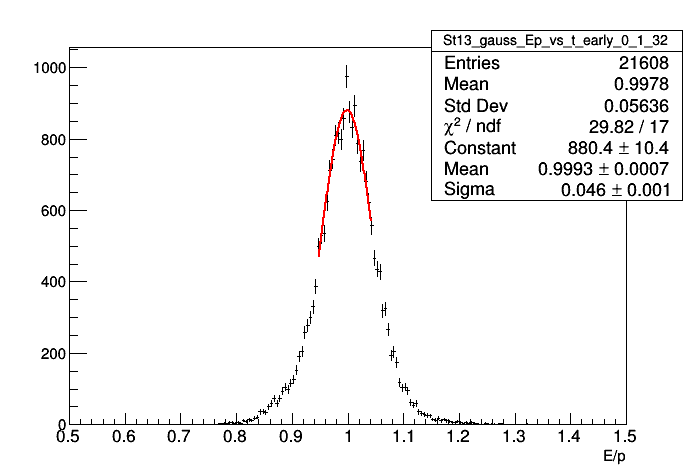 St13_gauss_Ep_vs_t_early_0_1_32
Entries 21608
Mean 0.9978
Std Dev 0.05636
χ² / ndf 29.82 / 17
Constant 880.4 ± 10.4
Mean 0.9993 ± 0.0007
Sigma 0.046 ± 0.001
1000
800
600
400
200
0
0.5 0.6 0.7 0.8 0.9 1 1.1 1.2 1.3 1.4 1.5
E/p